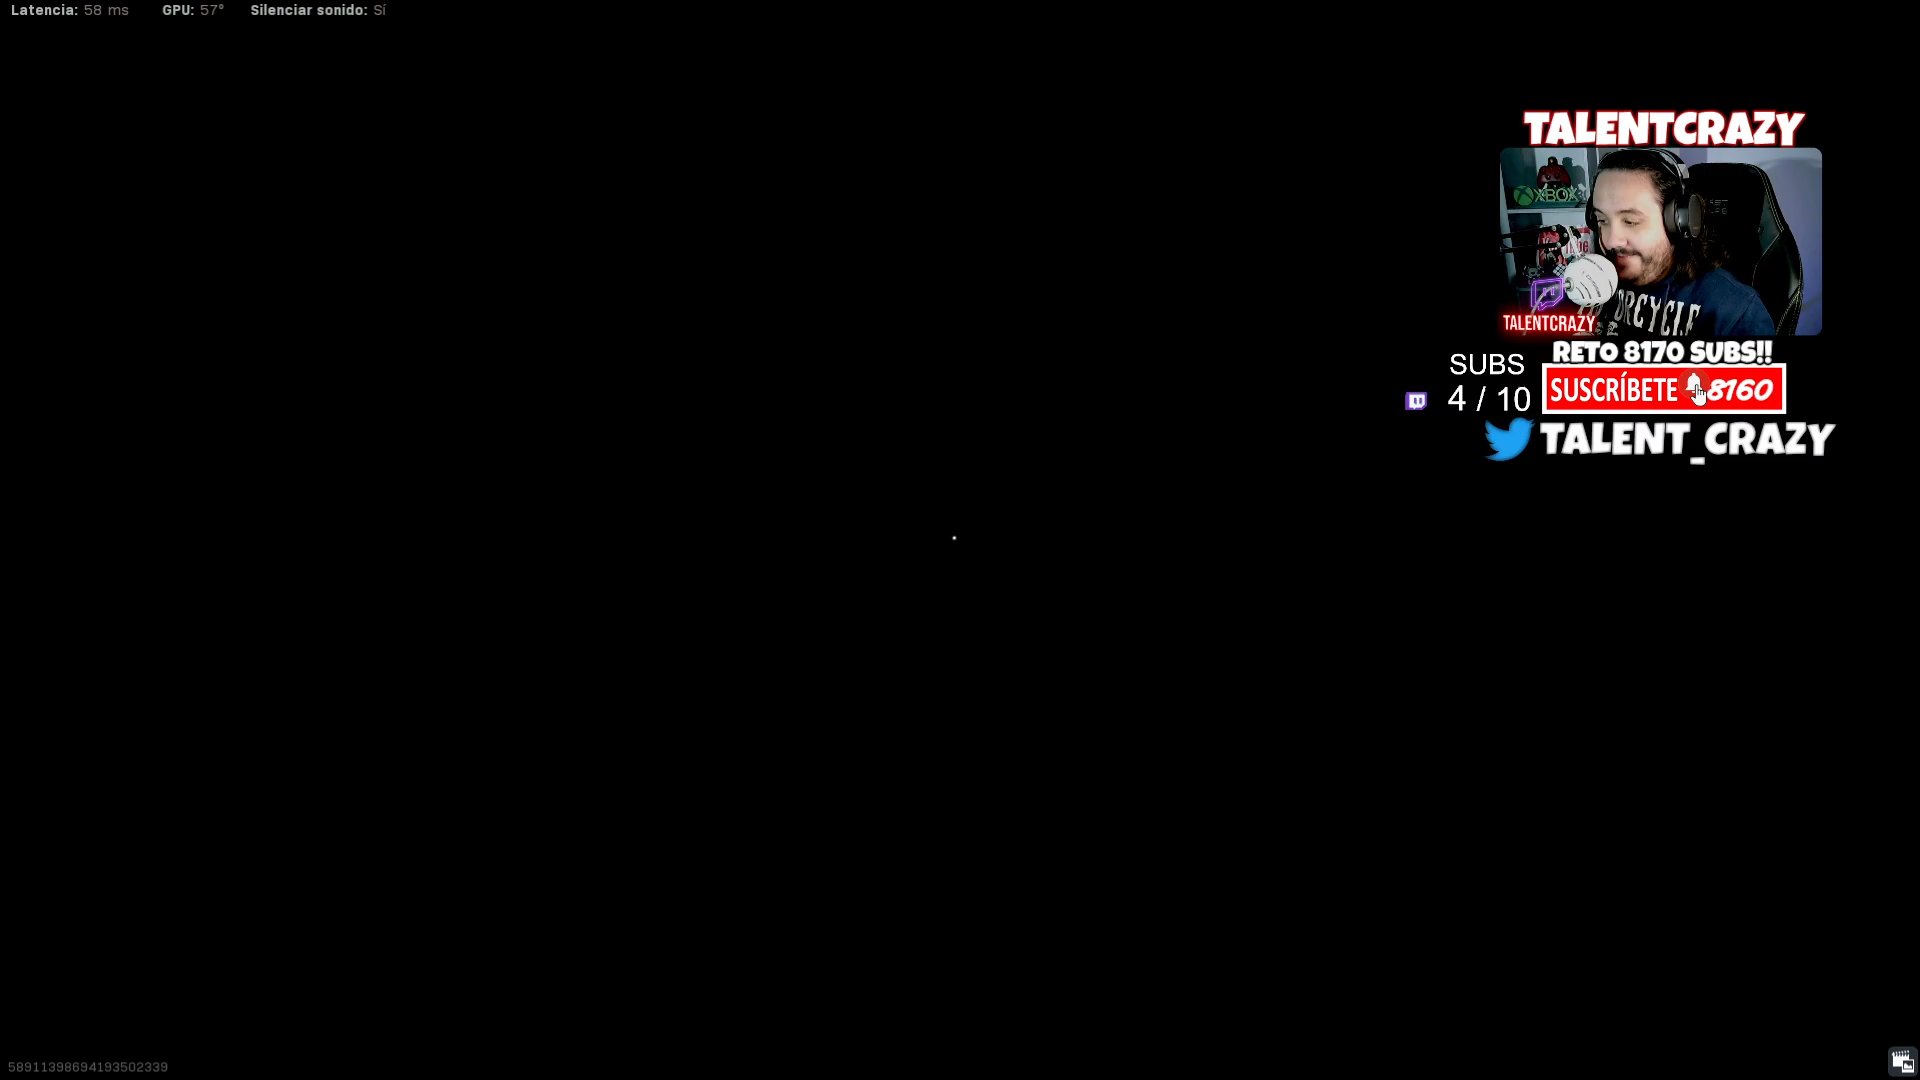 Latencia: 58 ms GPU: 57° Silenciar sonido: Sí
TALENTCRAZY
XBOX
TALENTCRAZY
RETO 8170 SUBS!!
SUBS
4 / 10
SUSCRÍBETE 8160
TALENT_CRAZY
58911398694193502339